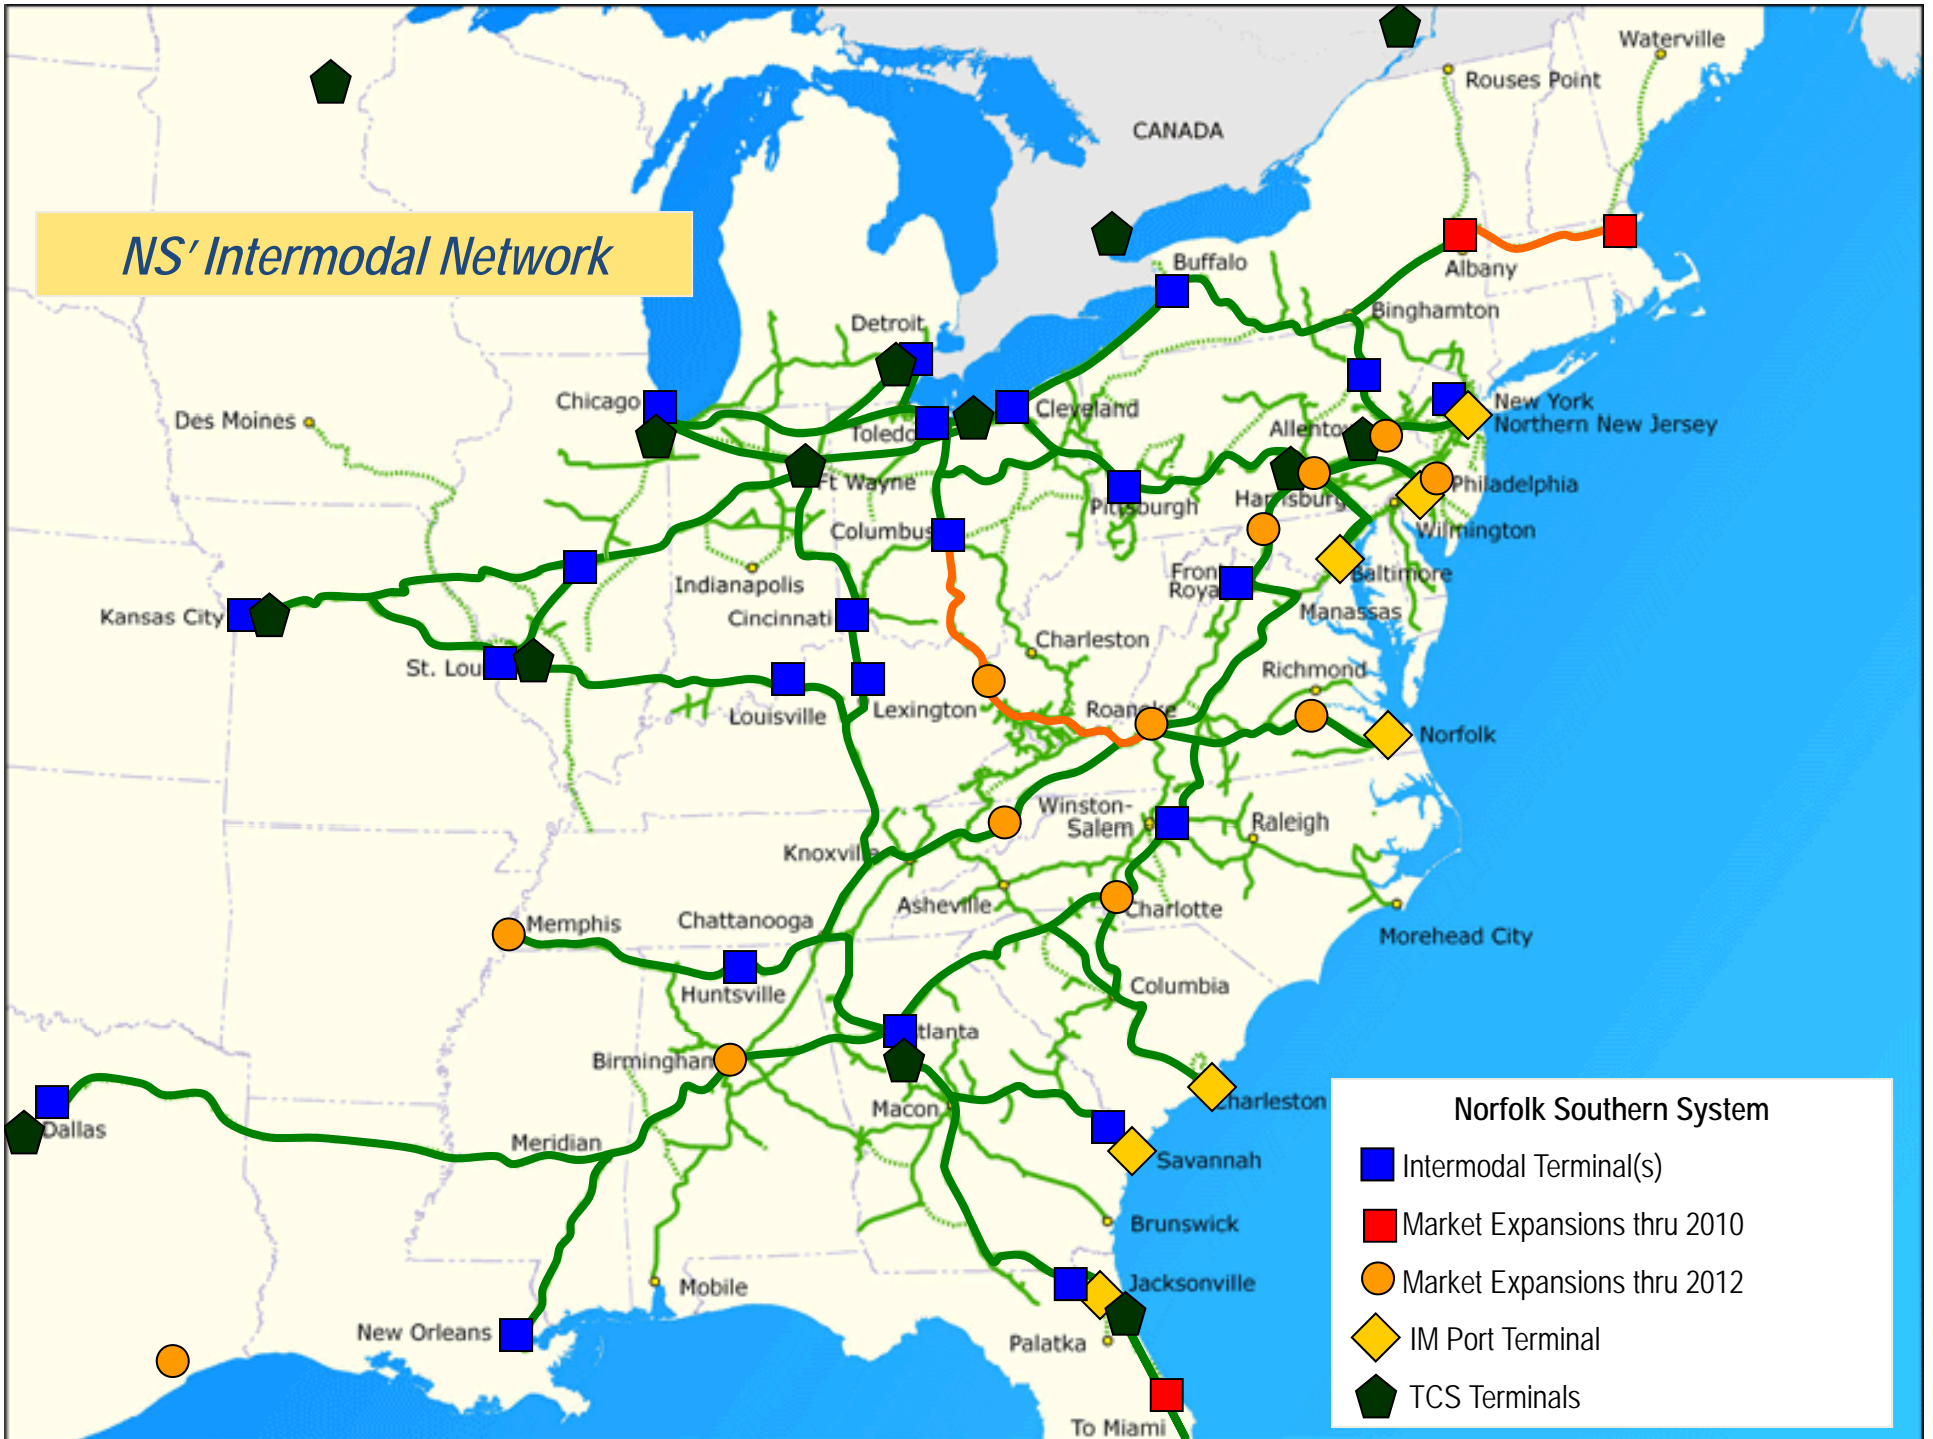 Waterville
Rouses Point
CANADA
NS' Intermodal Network
Buffalo
Albany
Binghamton
Detroit
Chicago
Cleveland
New York
Northern New Jersey
Des Moines
Toledo
Allentow
Ft Wayne
Harrisburg
Philadelphia
Pittsburgh
Columbus
Wilmington
Indianapolis
Front
Royal
Baltimore
Manassas
Kansas City
Cincinnati
Charleston
St. Lou
Richmond
Louisville
Lexington
Roanoke
Norfolk
Winston-
Salem
Raleigh
Knoxville
Asheville
Charlotte
Memphis
Chattanooga
Morehead City
Huntsville
Columbia
Atlanta
Birmingham
Macon
Charleston
Dallas
Meridian
Savannah
Brunswick
Mobile
Jacksonville
New Orleans
Palatka
To Miami
Norfolk Southern System
Intermodal Terminal(s)
Market Expansions thru 2010
Market Expansions thru 2012
IM Port Terminal
TCS Terminals